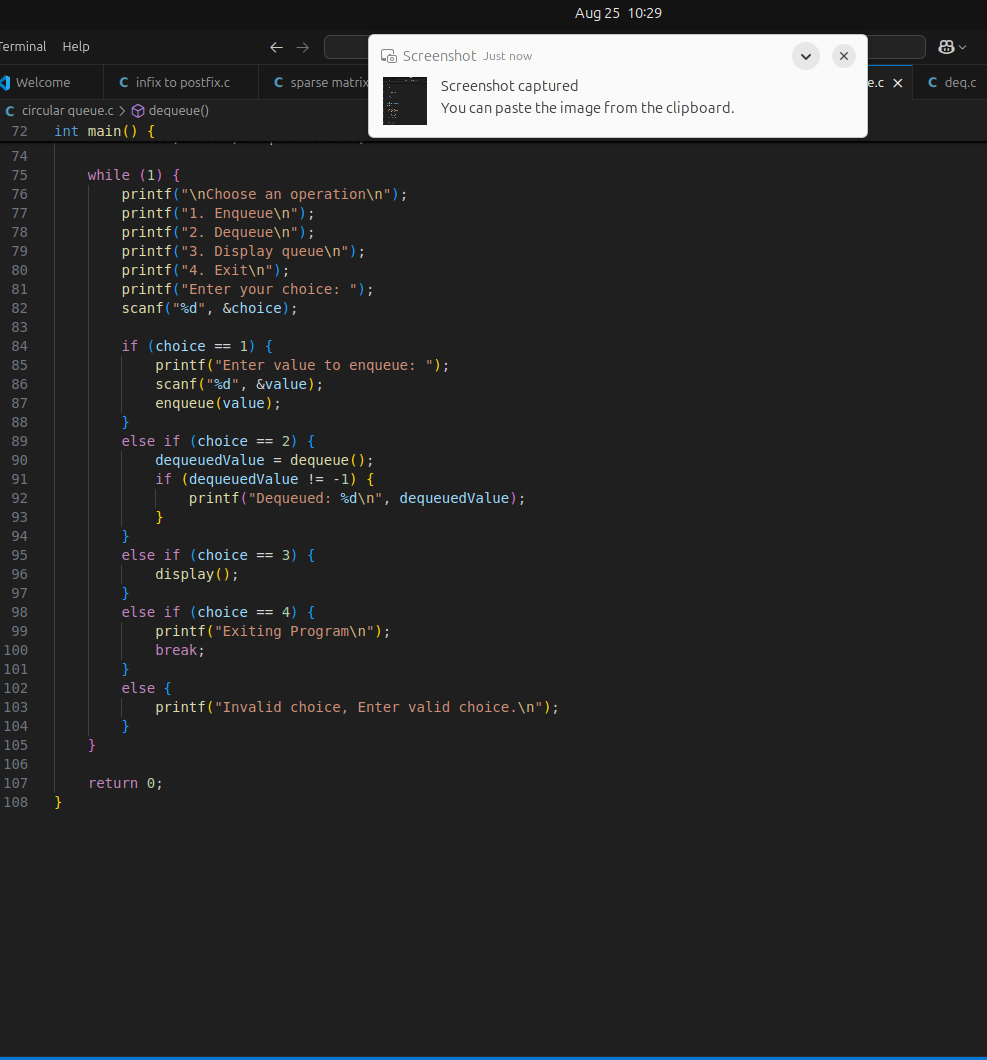 Aug 25 10:29
Terminal Help
Screenshot Just now
Screenshot captured
You can paste the image from the clipboard.
Welcome infix to postfix.c sparse matrix e.c deq.c
circular queue.c > dequeue()
72 int main() {
74
75 while (1) {
76 printf("\nChoose an operation\n");
77 printf("1. Enqueue\n");
78 printf("2. Dequeue\n");
79 printf("3. Display queue\n");
80 printf("4. Exit\n");
81 printf("Enter your choice: ");
82 scanf("%d", &choice);
83
84 if (choice == 1) {
85 printf("Enter value to enqueue: ");
86 scanf("%d", &value);
87 enqueue(value);
88 }
89 else if (choice == 2) {
90 dequeuedValue = dequeue();
91 if (dequeuedValue != -1) {
92 printf("Dequeued: %d\n", dequeuedValue);
93 }
94 }
95 else if (choice == 3) {
96 display();
97 }
98 else if (choice == 4) {
99 printf("Exiting Program\n");
100 break;
101 }
102 else {
103 printf("Invalid choice, Enter valid choice.\n");
104 }
105 }
106
107 return 0;
108 }